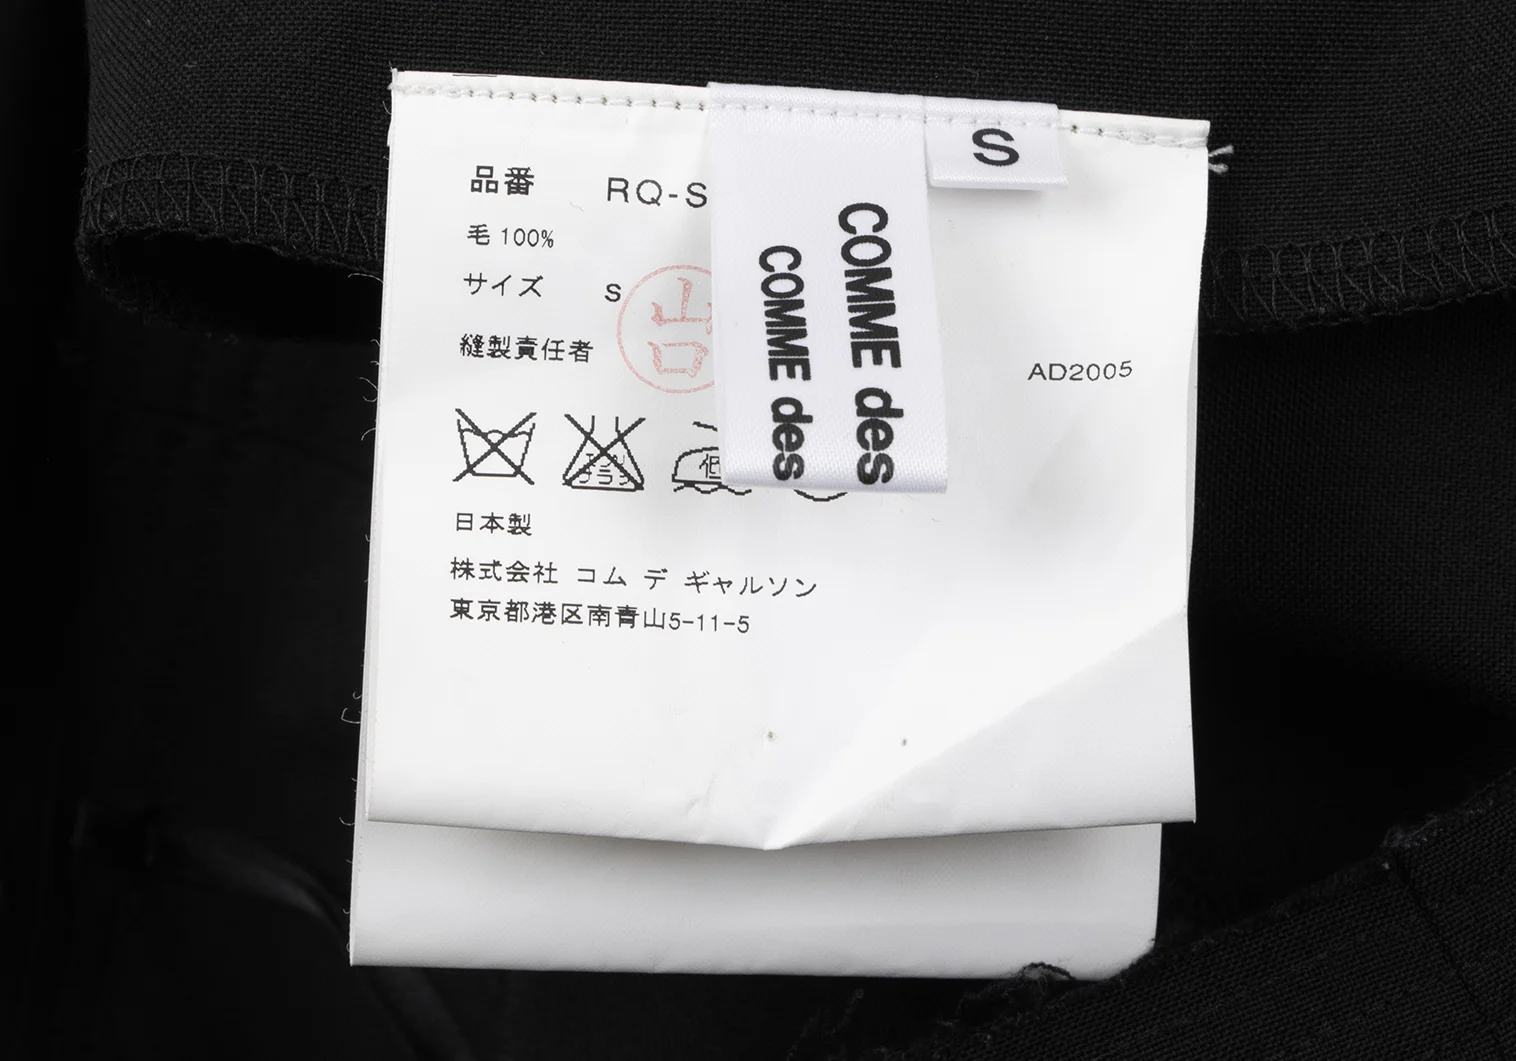 品番 RQ-S
毛 100%
サイズ S
縫製責任者
山口
日本製
株式会社 コム デ ギャルソン
東京都港区南青山5-11-5
COMME des
COMME des
S
AD2005